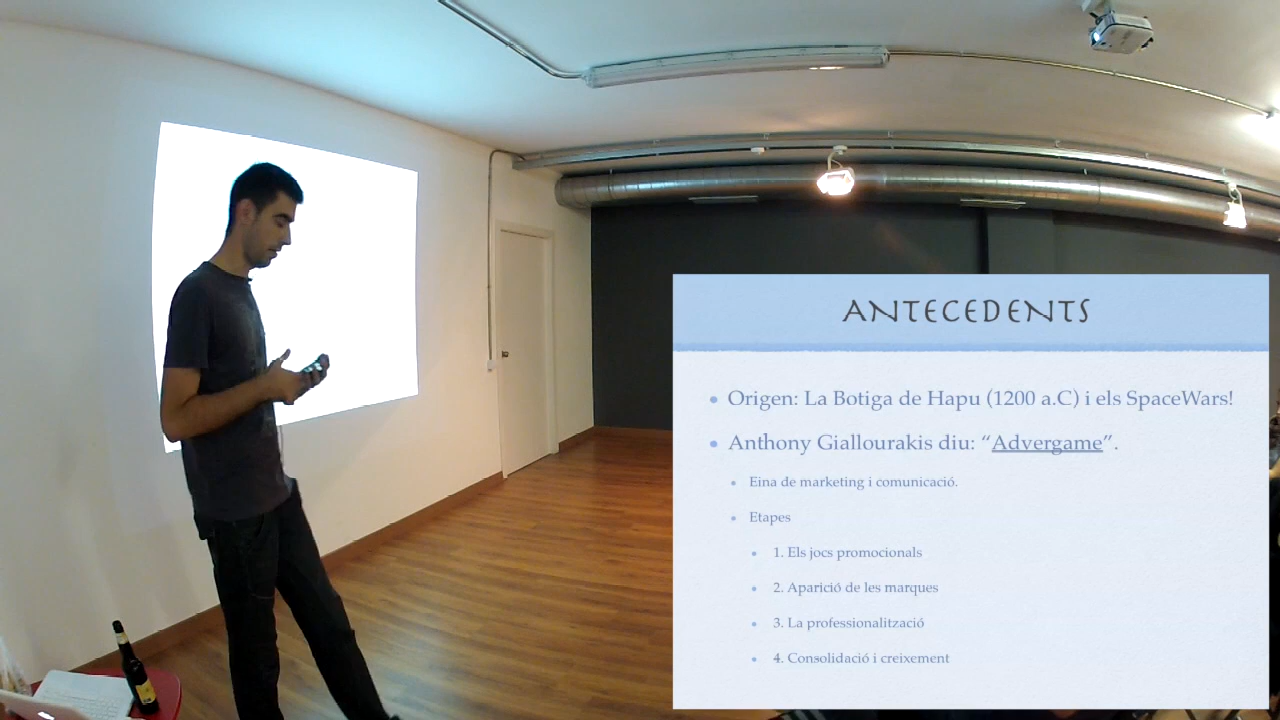 ANTECEDENTS
Origen: La Botiga de Hapu (1200 a.C) i els SpaceWars!
Anthony Giallourakis diu: “Advergame”.
Eina de marketing i comunicació.
Etapes
1. Els jocs promocionals
2. Aparició de les marques
3. La professionalització
4. Consolidació i creixement